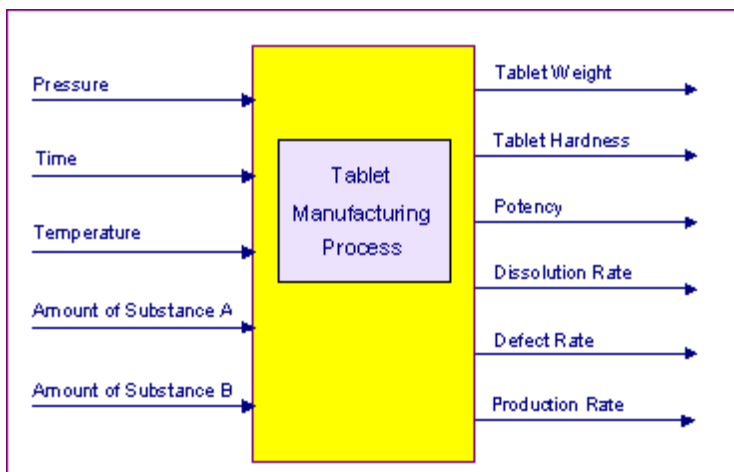 Pressure
Time
Temperature
Amount of Substance A
Amount of Substance B
Tablet
Manufacturing
Process
Tablet Weight
Tablet Hardness
Potency
Dissolution Rate
Defect Rate
Production Rate